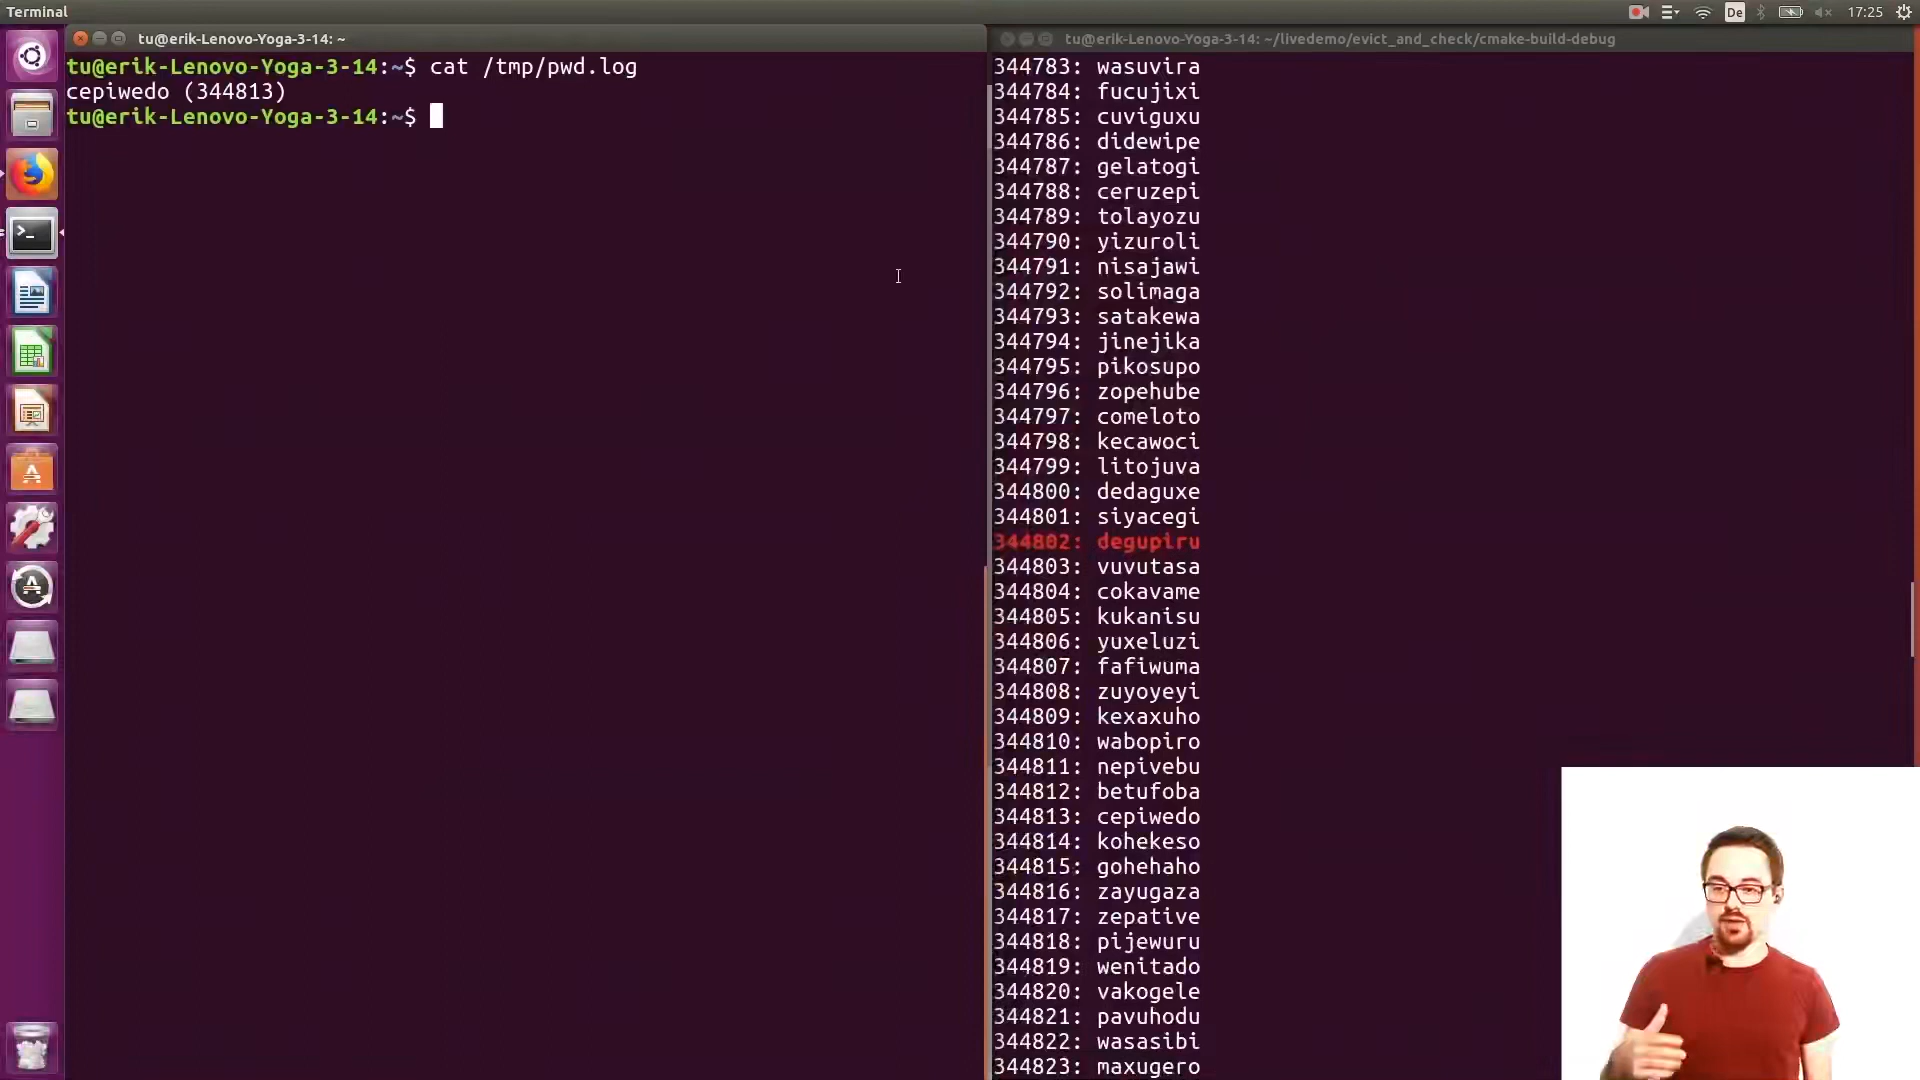 Terminal
De
17:25
tu@erik-Lenovo-Yoga-3-14: ~
tu@erik-Lenovo-Yoga-3-14:~$ cat /tmp/pwd.log
cepiwedo (344813)
tu@erik-Lenovo-Yoga-3-14:~$
tu@erik-Lenovo-Yoga-3-14: ~/livedemo/evict_and_check/cmake-build-debug
344783: wasuvira
344784: fucujixi
344785: cuviguxu
344786: didewipe
344787: gelatogi
344788: ceruzepi
344789: tolayozu
344790: yizuroli
344791: nisajawi
344792: solimaga
344793: satakewa
344794: jinejika
344795: pikosupo
344796: zopehube
344797: comeloto
344798: kecawoci
344799: litojuva
344800: dedaguxe
344801: siyacegi
344802: degupiru
344803: vuvutasa
344804: cokavame
344805: kukanisu
344806: yuxeluzi
344807: fafiwuma
344808: zuyoyeyi
344809: kexaxuho
344810: wabopiro
344811: nepivebu
344812: betufoba
344813: cepiwedo
344814: kohekeso
344815: gohehaho
344816: zayugaza
344817: zepative
344818: pijewuru
344819: wenitado
344820: vakogele
344821: pavuhodu
344822: wasasibi
344823: maxugero